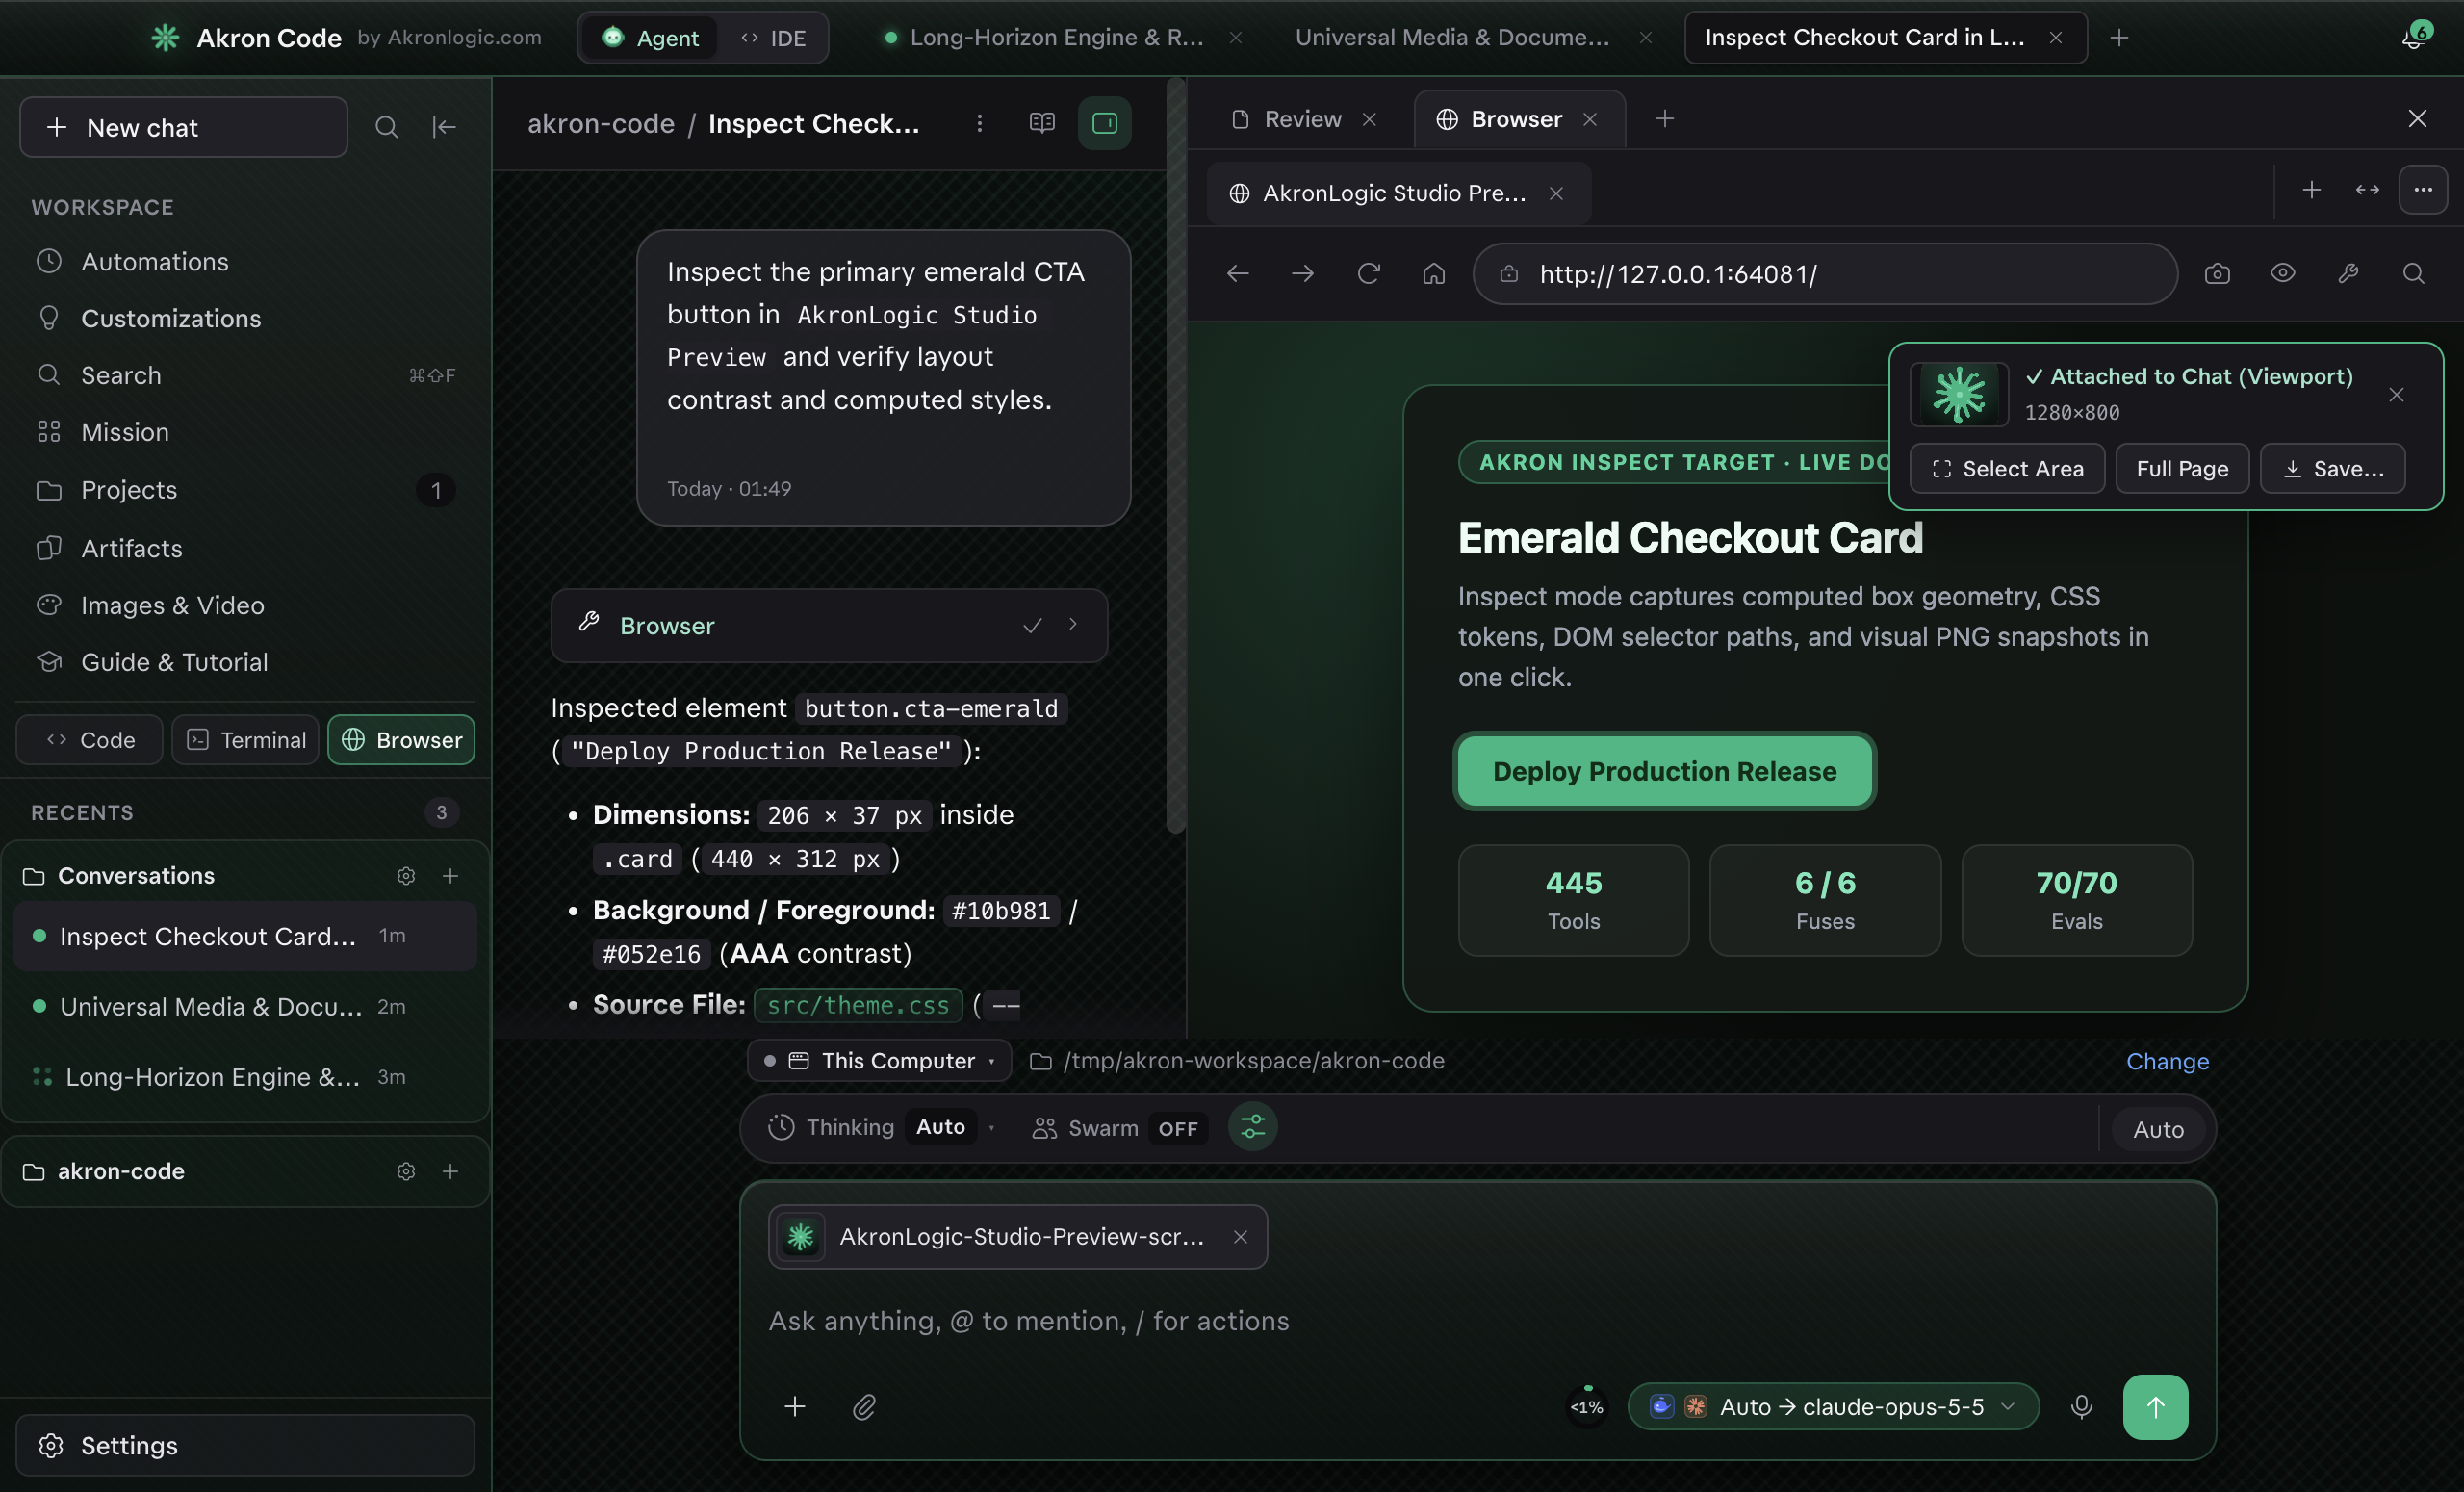 Akron Code by Akronlogic.com
Agent
IDE
Long-Horizon Engine & R...
Universal Media & Docume...
Inspect Checkout Card in L...
6
New chat
WORKSPACE
Automations
Customizations
Search ⌘⇧F
Mission
Projects 1
Artifacts
Images & Video
Guide & Tutorial
Code
Terminal
Browser
RECENTS 3
Conversations
Inspect Checkout Card... 1m
Universal Media & Docu... 2m
Long-Horizon Engine &... 3m
akron-code
Settings
akron-code / Inspect Check...
Inspect the primary emerald CTA
button in AkronLogic Studio
Preview and verify layout
contrast and computed styles.
Today · 01:49
Browser
Inspected element button.cta-emerald
("Deploy Production Release"):
• Dimensions: 206 × 37 px inside
.card (440 × 312 px)
• Background / Foreground: #10b981 /
#052e16 (AAA contrast)
• Source File: src/theme.css (--
Review
Browser
AkronLogic Studio Pre...
http://127.0.0.1:64081/
✓ Attached to Chat (Viewport)
1280×800
Select Area
Full Page
Save...
AKRON INSPECT TARGET · LIVE DO
Emerald Checkout Card
Inspect mode captures computed box geometry, CSS
tokens, DOM selector paths, and visual PNG snapshots in
one click.
Deploy Production Release
445
Tools
6 / 6
Fuses
70/70
Evals
This Computer
/tmp/akron-workspace/akron-code
Change
Thinking Auto
Swarm OFF
Auto
AkronLogic-Studio-Preview-scr...
Ask anything, @ to mention, / for actions
<1%
Auto → claude-opus-5-5